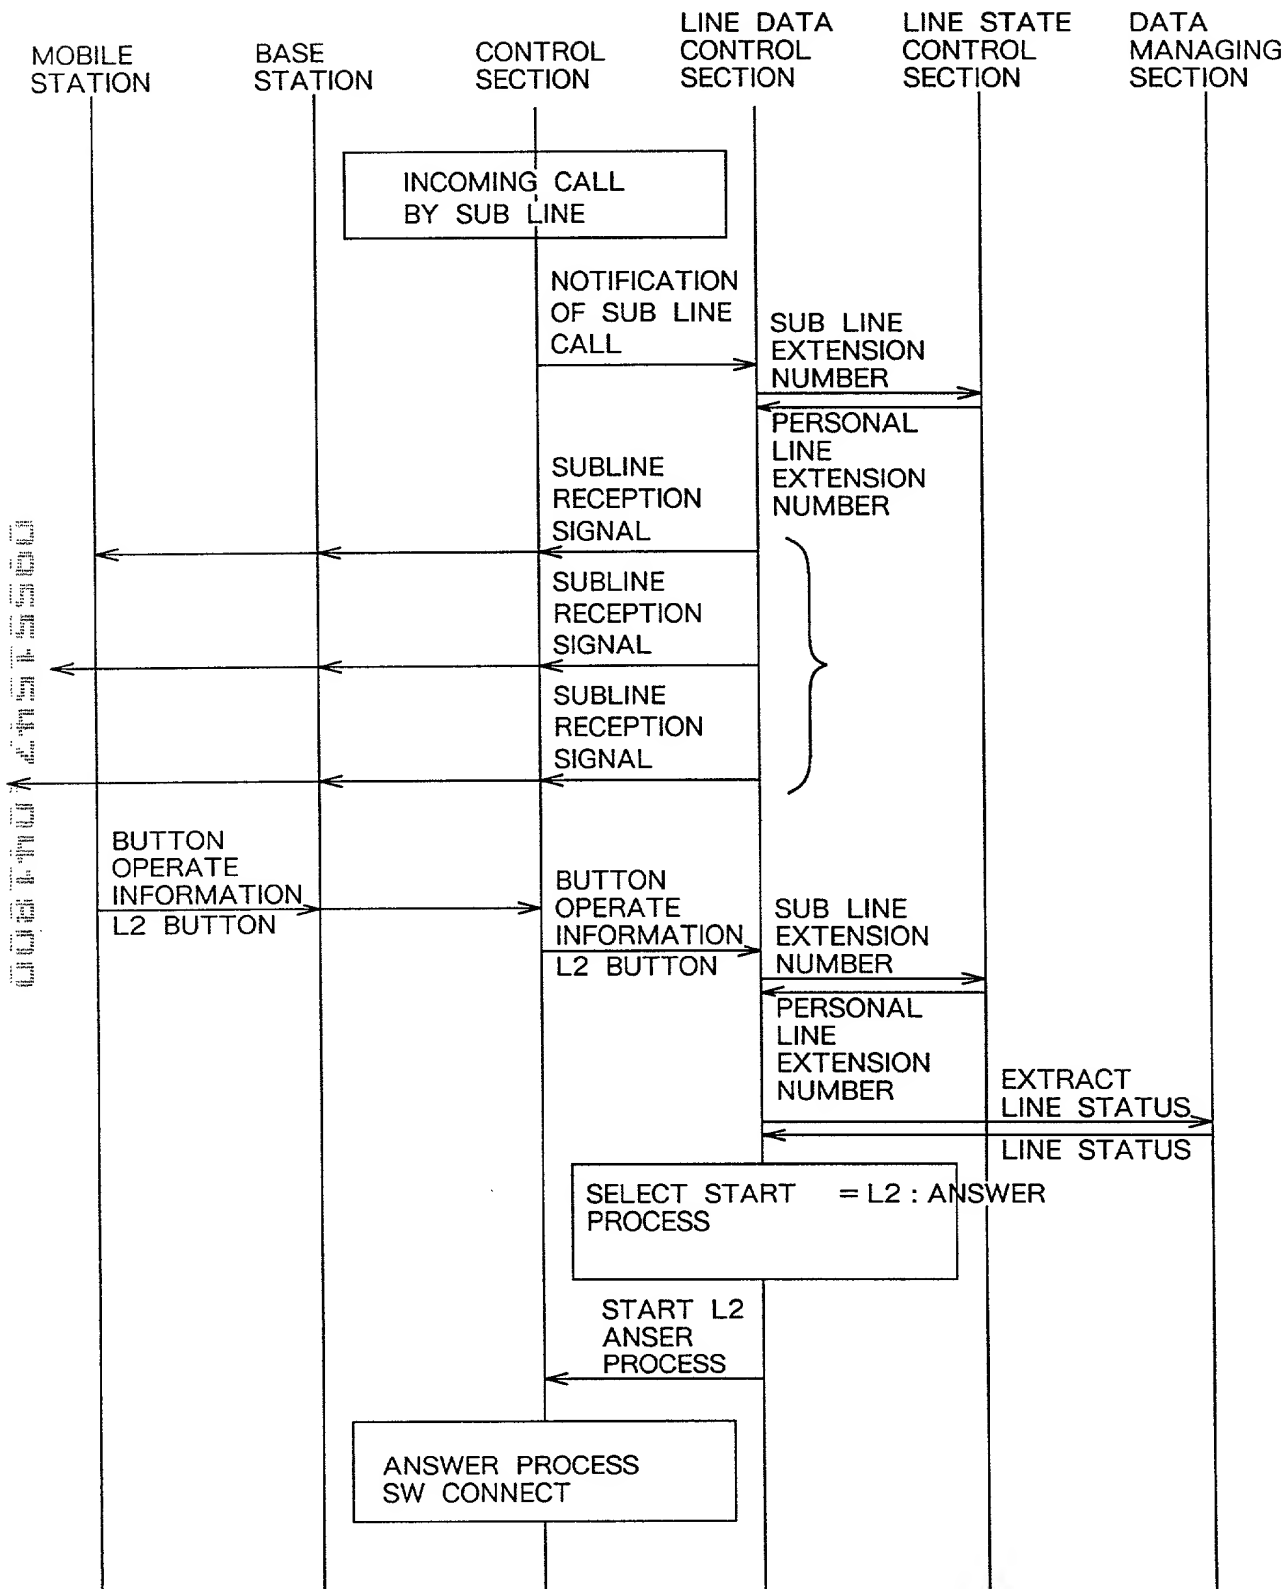 MOBILE
STATION
BASE
STATION
CONTROL
SECTION
LINE DATA
CONTROL
SECTION
LINE STATE
CONTROL
SECTION
DATA
MANAGING
SECTION
INCOMING CALL
BY SUB LINE
NOTIFICATION
OF SUB LINE
CALL
SUB LINE
EXTENSION
NUMBER
PERSONAL
LINE
EXTENSION
NUMBER
SUBLINE
RECEPTION
SIGNAL
SUBLINE
RECEPTION
SIGNAL
SUBLINE
RECEPTION
SIGNAL
BUTTON
OPERATE
INFORMATION
L2 BUTTON
BUTTON
OPERATE
INFORMATION
L2 BUTTON
SUB LINE
EXTENSION
NUMBER
PERSONAL
LINE
EXTENSION
NUMBER
EXTRACT
LINE STATUS
LINE STATUS
SELECT START = L2 : ANSWER
PROCESS
START L2
ANSER
PROCESS
ANSWER PROCESS
SW CONNECT